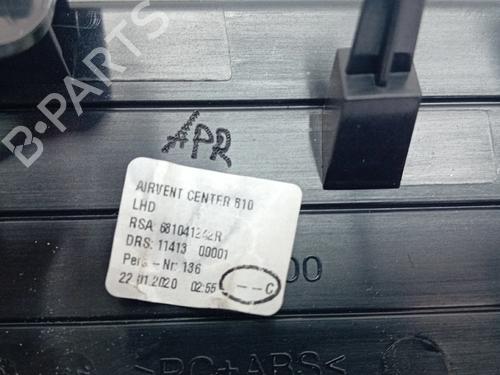 B-PARTS
APR
AIRVENT CENTER 810
LHD
RSA 681041242R
DRS: 11413 00001
Pers-Nr: 136
22.01.2020 02:55 --C
00
>PC+ABS<